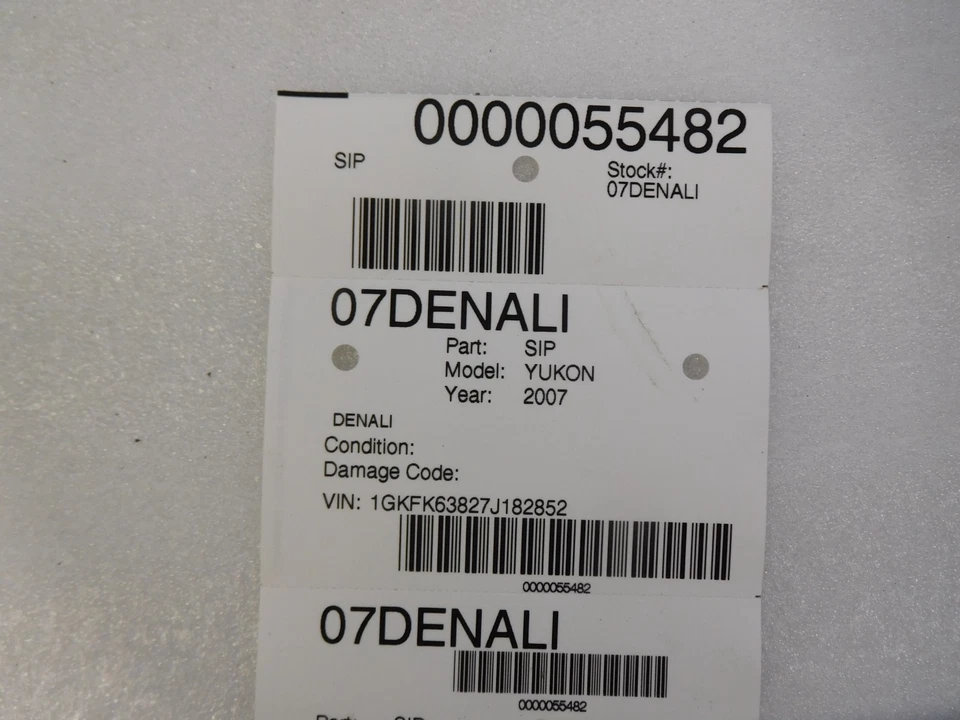 0000055482
SIP
Stock#:
07DENALI
07DENALI
Part: SIP
Model: YUKON
Year: 2007
DENALI
Condition:
Damage Code:
VIN: 1GKFK63827J182852
0000055482
07DENALI
0000055482